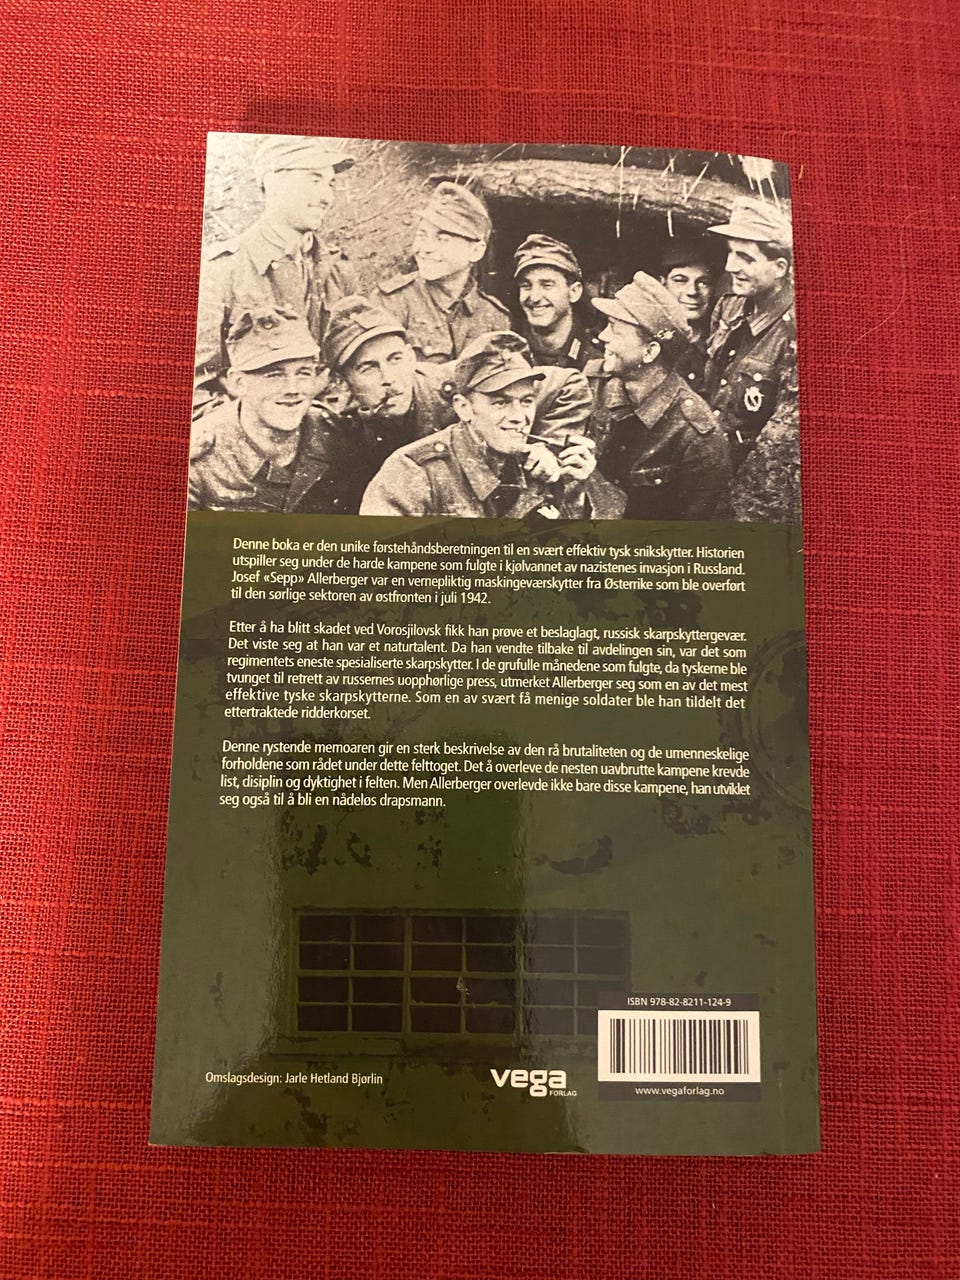 Denne boka er den unike førstehåndsberetningen til en svært effektiv tysk snikskytter. Historien
utspiller seg under de harde kampene som fulgte i kjølvannet av nazistenes invasjon i Russland.
Josef «Sepp» Allerberger var en vernepliktig maskingeværskytter fra Østerrike som ble overført
til den sørlige sektoren av østfronten i juli 1942.
Etter å ha blitt skadet ved Vorosjilovsk fikk han prøve et beslaglagt, russisk skarpskyttergevær.
Det viste seg at han var et naturtalent. Da han vendte tilbake til avdelingen sin, var det som
regimentets eneste spesialiserte skarpskytter. I de grufulle månedene som fulgte, da tyskerne ble
tvunget til retrett av russernes uopphørlige press, utmerket Allerberger seg som en av det mest
effektive tyske skarpskytterne. Som en av svært få menige soldater ble han tildelt det
ettertraktede ridderkorset.
Denne rystende memoaren gir en sterk beskrivelse av den rå brutaliteten og de umenneskelige
forholdene som rådet under dette felttoget. Det å overleve de nesten uavbrutte kampene krevde
list, disiplin og dyktighet i felten. Men Allerberger overlevde ikke bare disse kampene, han utviklet
seg også til å bli en nådeløs drapsmann.
ISBN 978-82-8211-124-9
Omslagsdesign: Jarle Hetland Bjørlin
vega
FORLAG
www.vegaforlag.no